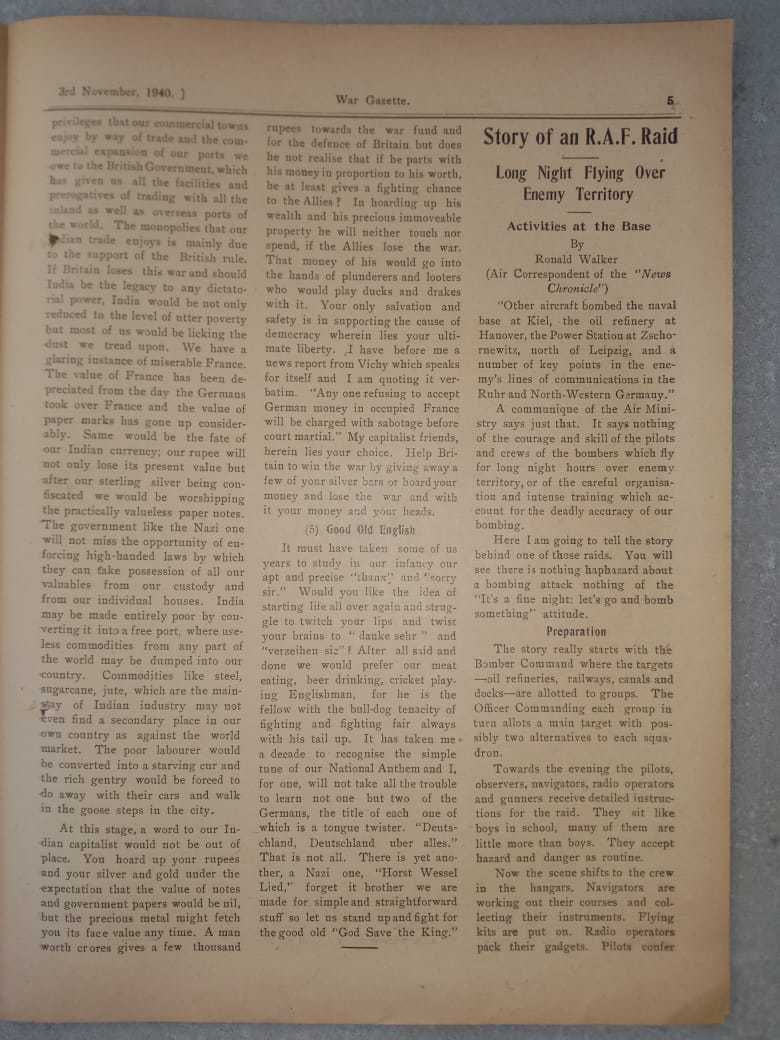 3rd November, 1940. ]
War Gazette.
5
privileges that our commercial towns
enjoy by way of trade and the com-
mercial expansion of our ports we
owe to the British Government, which
has given us all the facilities and
prerogatives of trading with all the
inland as well as overseas ports of
the world. The monopolies that our
Indian trade enjoys is mainly due
to the support of the British rule.
If Britain loses this war and should
India be the legacy to any dictato-
rial power, India would be not only
reduced to the level of utter poverty
but most of us would be licking the
dust we tread upon. We have a
glaring instance of miserable France.
The value of France has been de-
preciated from the day the Germans
took over France and the value of
paper marks has gone up consider-
ably. Same would be the fate of
our Indian currency; our rupee will
not only lose its present value but
after our sterling silver being con-
fiscated we would be worshipping
the practically valueless paper notes.
The government like the Nazi one
will not miss the opportunity of en-
forcing high-handed laws by which
they can take possession of all our
valuables from our custody and
from our individual houses. India
may be made entirely poor by con-
verting it into a free port, where use-
less commodities from any part of
the world may be dumped into our
country. Commodities like steel,
sugarcane, jute, which are the main-
stay of Indian industry may not
even find a secondary place in our
own country as against the world
market. The poor labourer would
be converted into a starving cur and
the rich gentry would be forced to
do away with their cars and walk
in the goose steps in the city.
At this stage, a word to our In-
dian capitalist would not be out of
place. You hoard up your rupees
and your silver and gold under the
expectation that the value of notes
and government papers would be nil,
but the precious metal might fetch
you its face value any time. A man
worth crores gives a few thousand
rupees towards the war fund and
for the defence of Britain but does
he not realise that if he parts with
his money in proportion to his worth,
he at least gives a fighting chance
to the Allies? In hoarding up his
wealth and his precious immoveable
property he will neither touch nor
spend, if the Allies lose the war.
That money of his would go into
the hands of plunderers and looters
who would play ducks and drakes
with it. Your only salvation and
safety is in supporting the cause of
democracy wherein lies your ulti-
mate liberty. I have before me a
news report from Vichy which speaks
for itself and I am quoting it ver-
batim. "Any one refusing to accept
German money in occupied France
will be charged with sabotage before
court martial." My capitalist friends,
herein lies your choice. Help Bri-
tain to win the war by giving away a
few of your silver bars or hoard your
money and lose the war and with
it your money and your heads.
(5) Good Old English
It must have taken some of us
years to study in our infancy our
apt and precise "thanx" and "sorry
sir." Would you like the idea of
starting life all over again and strug-
gle to twitch your lips and twist
your brains to "danke sehr" and
"verzeihen siz"? After all said and
done we would prefer our meat
eating, beer drinking, cricket play-
ing Englishman, for he is the
fellow with the bull-dog tenacity of
fighting and fighting fair always
with his tail up. It has taken me
a decade to recognise the simple
tune of our National Anthem and I,
for one, will not take all the trouble
to learn not one but two of the
Germans, the title of each one of
which is a tongue twister. "Deuts-
chland, Deutschland uber alles."
That is not all. There is yet ano-
ther, a Nazi one, "Horst Wessel
Lied," forget it brother we are
made for simple and straightforward
stuff so let us stand up and fight for
the good old "God Save the King."
Story of an R.A.F. Raid
Long Night Flying Over
Enemy Territory
Activities at the Base
By
Ronald Walker
(Air Correspondent of the "News
Chronicle")
"Other aircraft bombed the naval
base at Kiel, the oil refinery at
Hanover, the Power Station at Zscho-
rnewitz, north of Leipzig, and a
number of key points in the ene-
my's lines of communications in the
Ruhr and North-Western Germany."
A communique of the Air Mini-
stry says just that. It says nothing
of the courage and skill of the pilots
and crews of the bombers which fly
for long night hours over enemy
territory, or of the careful organisa-
tion and intense training which ac-
count for the deadly accuracy of our
bombing.
Here I am going to tell the story
behind one of those raids. You will
see there is nothing haphazard about
a bombing attack nothing of the
"It's a fine night: let's go and bomb
something" attitude.
Preparation
The story really starts with the
Bomber Command where the targets
—oil refineries, railways, canals and
docks—are allotted to groups. The
Officer Commanding each group in
turn allots a main target with pos-
sibly two alternatives to each squa-
dron.
Towards the evening the pilots,
observers, navigators, radio operators
and gunners receive detailed instruc-
tions for the raid. They sit like
boys in school, many of them are
little more than boys. They accept
hazard and danger as routine.
Now the scene shifts to the crew
in the hangars. Navigators are
working out their courses and col-
lecting their instruments. Flying
kits are put on. Radio operators
pack their gadgets. Pilots confer